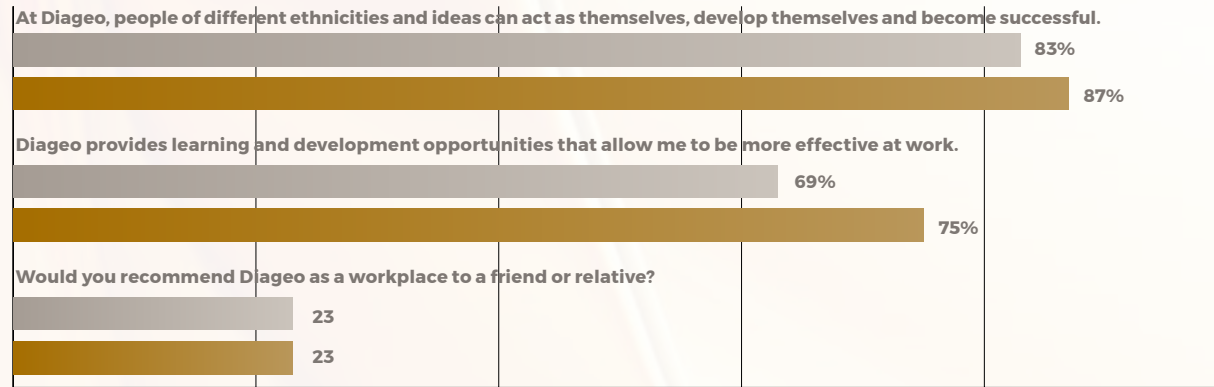 At Diageo, people of different ethnicities and ideas can act as themselves, develop themselves and become successful.
83%
87%
Diageo provides learning and development opportunities that allow me to be more effective at work.
69%
75%
Would you recommend Diageo as a workplace to a friend or relative?
23
23